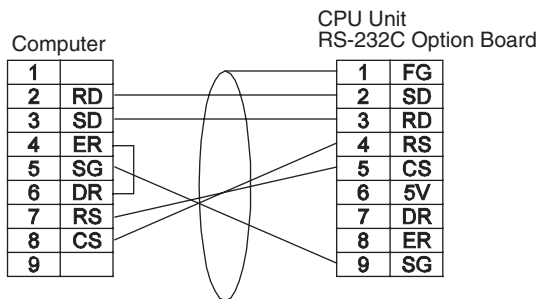 CPU Unit
Computer RS-232C Option Board
1 1 FG
2 RD 2 SD
3 SD 3 RD
4 ER 4 RS
5 SG 5 CS
6 DR 6 5V
7 RS 7 DR
8 CS 8 ER
9 9 SG